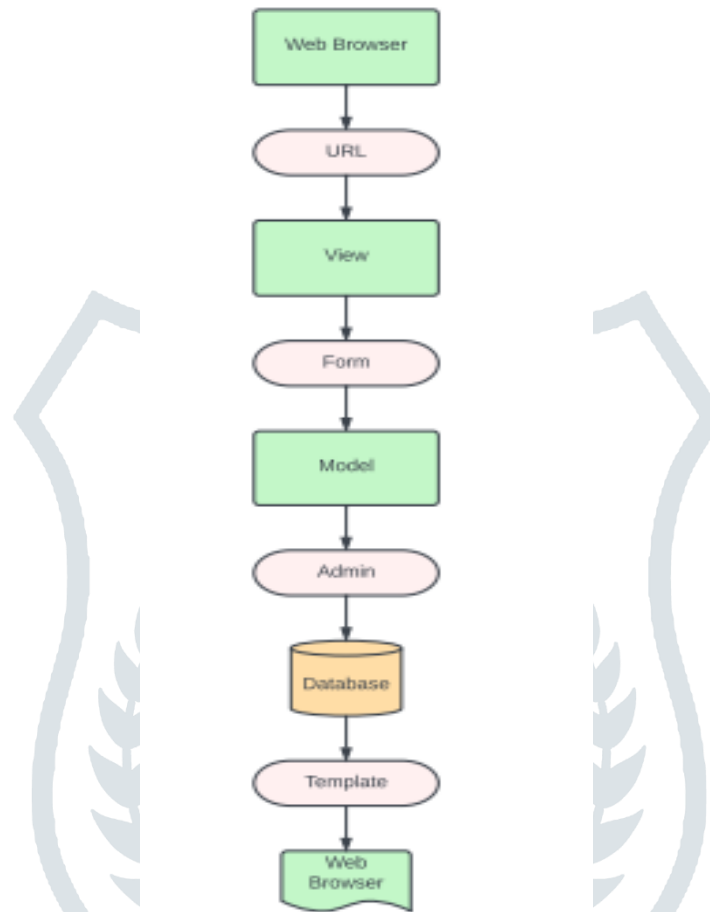 Web Browser
URL
View
Form
Model
Admin
Database
Template
Web
Browser